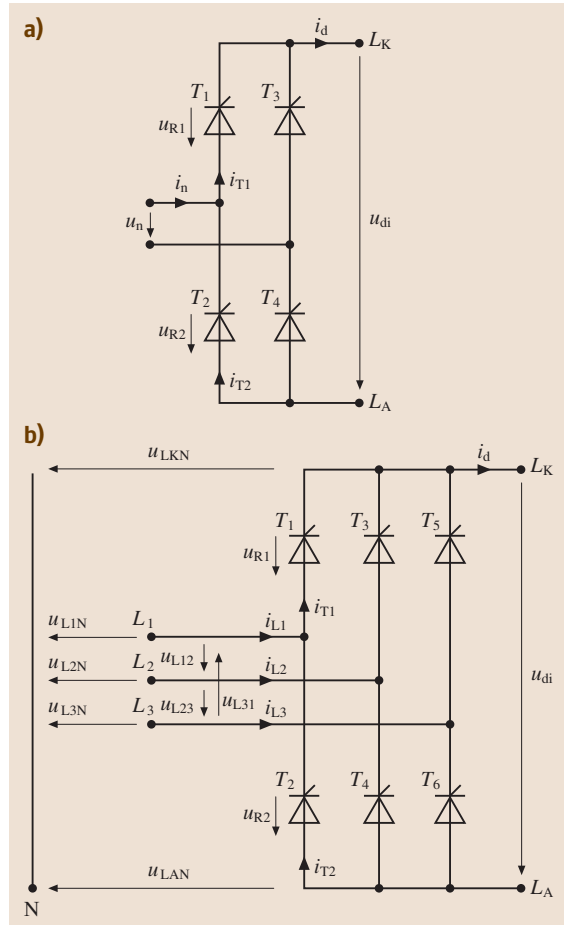 a)
i_d
L_K
T_1
T_3
u_R1
i_T1
i_n
u_n
u_di
T_2
T_4
u_R2
i_T2
L_A
b)
u_LKN
i_d
L_K
T_1
T_3
T_5
u_R1
i_T1
u_L1N
L_1
i_L1
u_L12
u_L2N
L_2
i_L2
u_di
u_L3N
L_3
u_L23
u_L31
i_L3
T_2
T_4
T_6
u_R2
i_T2
u_LAN
L_A
N